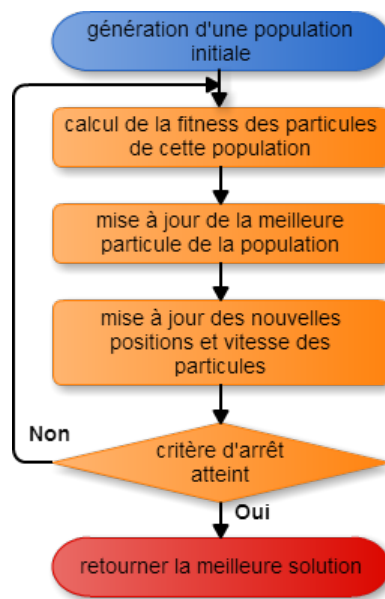 génération d'une population
initiale
calcul de la fitness des particules
de cette population
mise à jour de la meilleure
particule de la population
mise à jour des nouvelles
positions et vitesse des
particules
Non
critère d'arrêt
atteint
Oui
retourner la meilleure solution